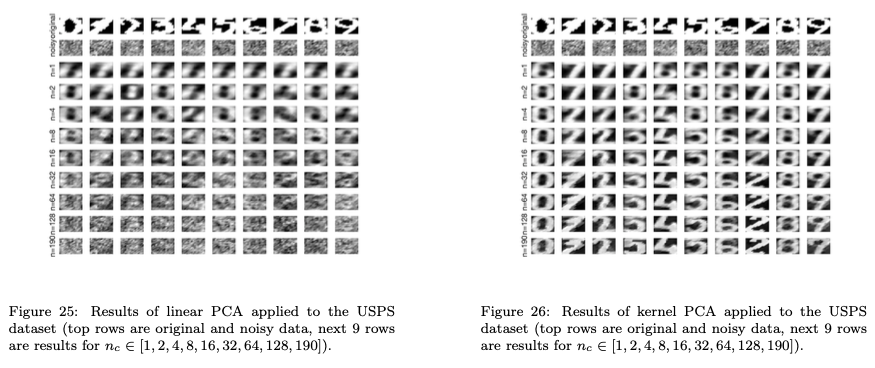 original
noisy
n=1
n=2
n=4
n=8
n=16
n=32
n=64
n=128
n=190
original
noisy
n=1
n=2
n=4
n=8
n=16
n=32
n=64
n=128
n=190
Figure 25: Results of linear PCA applied to the USPS
dataset (top rows are original and noisy data, next 9 rows
are results for n_c ∈ [1, 2, 4, 8, 16, 32, 64, 128, 190]).
Figure 26: Results of kernel PCA applied to the USPS
dataset (top rows are original and noisy data, next 9 rows
are results for n_c ∈ [1, 2, 4, 8, 16, 32, 64, 128, 190]).